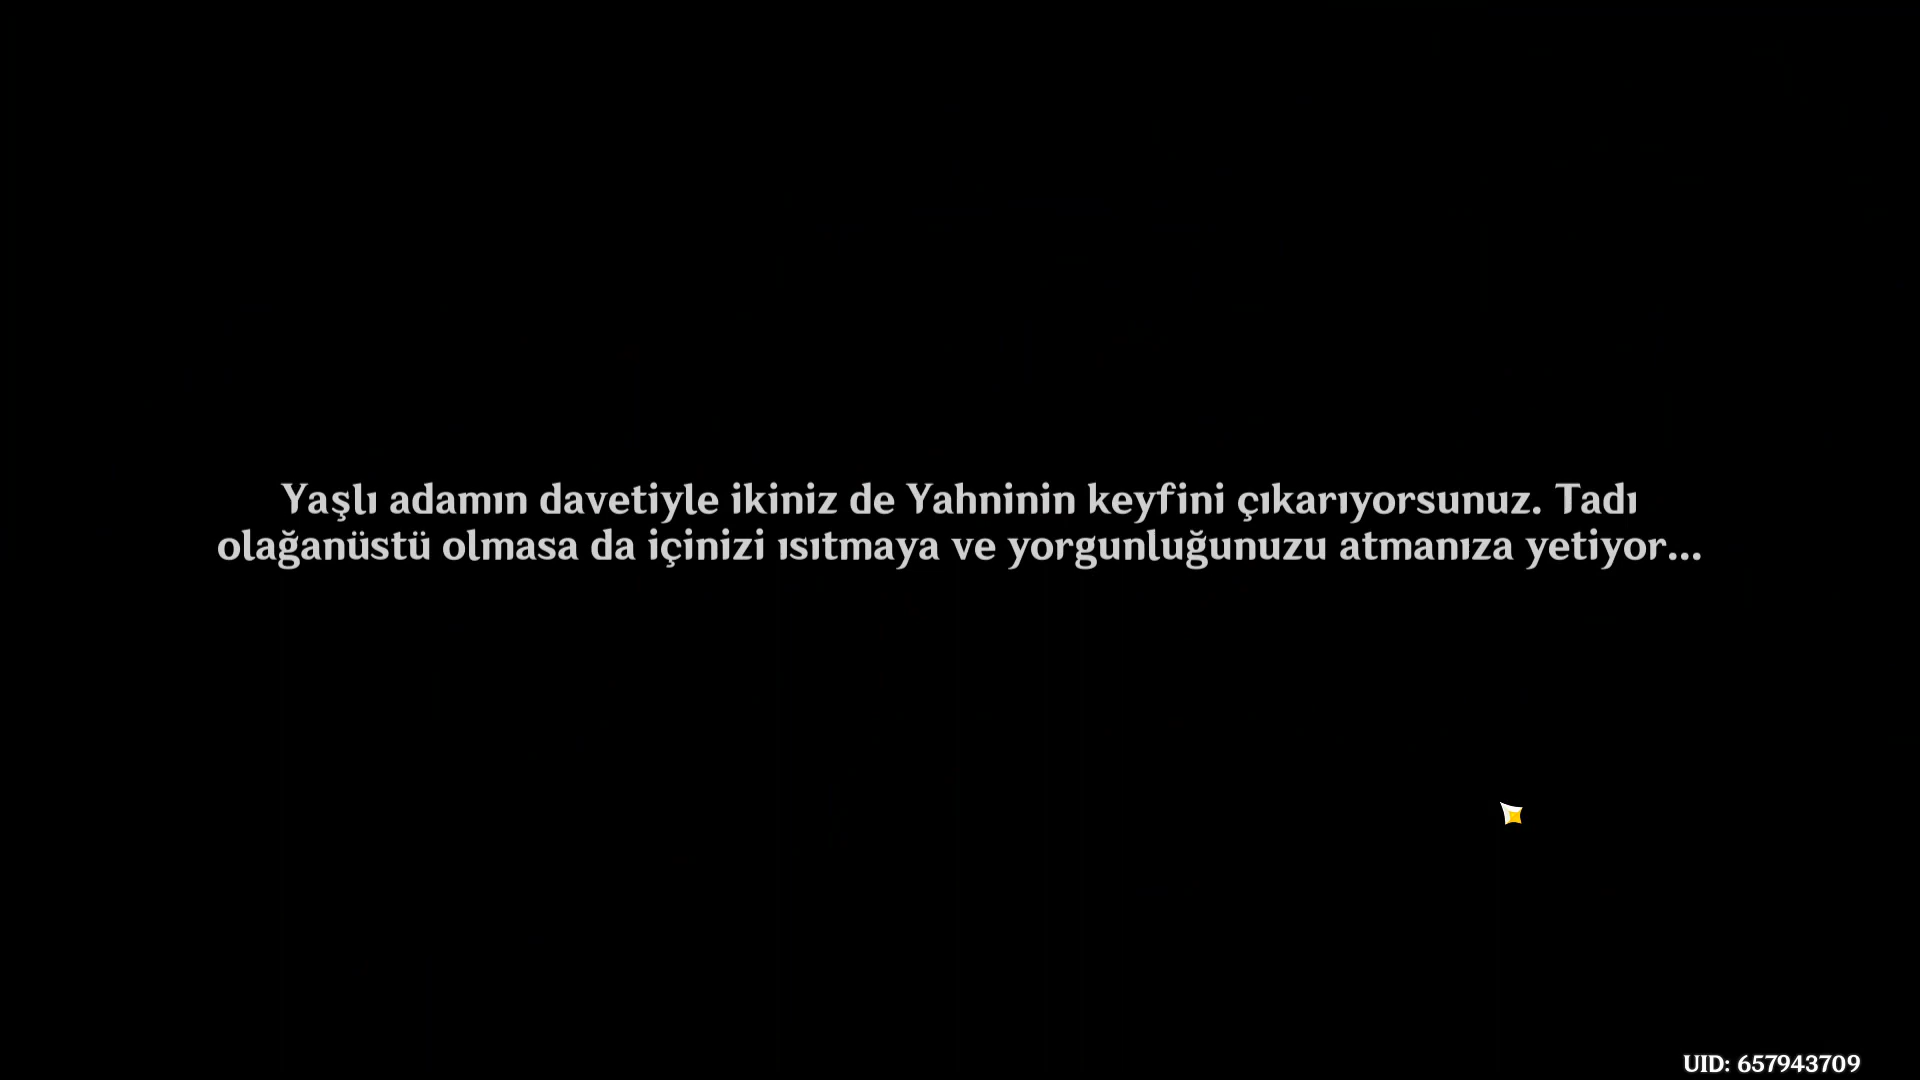 Yaşlı adamın davetiyle ikiniz de Yahninin keyfini çıkarıyorsunuz. Tadı
olağanüstü olmasa da içinizi ısıtmaya ve yorgunluğunuzu atmanıza yetiyor...
UID: 657943709